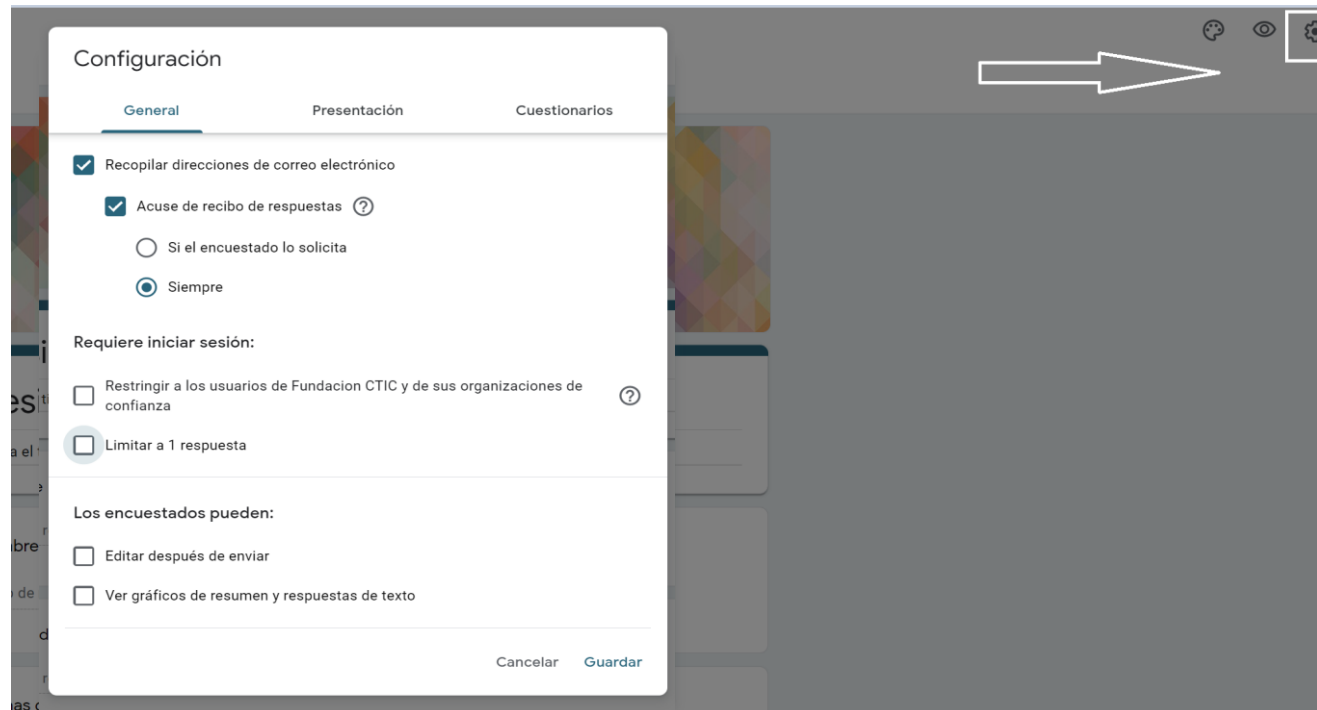 Configuración
General Presentación Cuestionarios
Recopilar direcciones de correo electrónico
Acuse de recibo de respuestas
Si el encuestado lo solicita
Siempre
Requiere iniciar sesión:
Restringir a los usuarios de Fundacion CTIC y de sus organizaciones de
confianza
Limitar a 1 respuesta
Los encuestados pueden:
Editar después de enviar
Ver gráficos de resumen y respuestas de texto
Cancelar Guardar